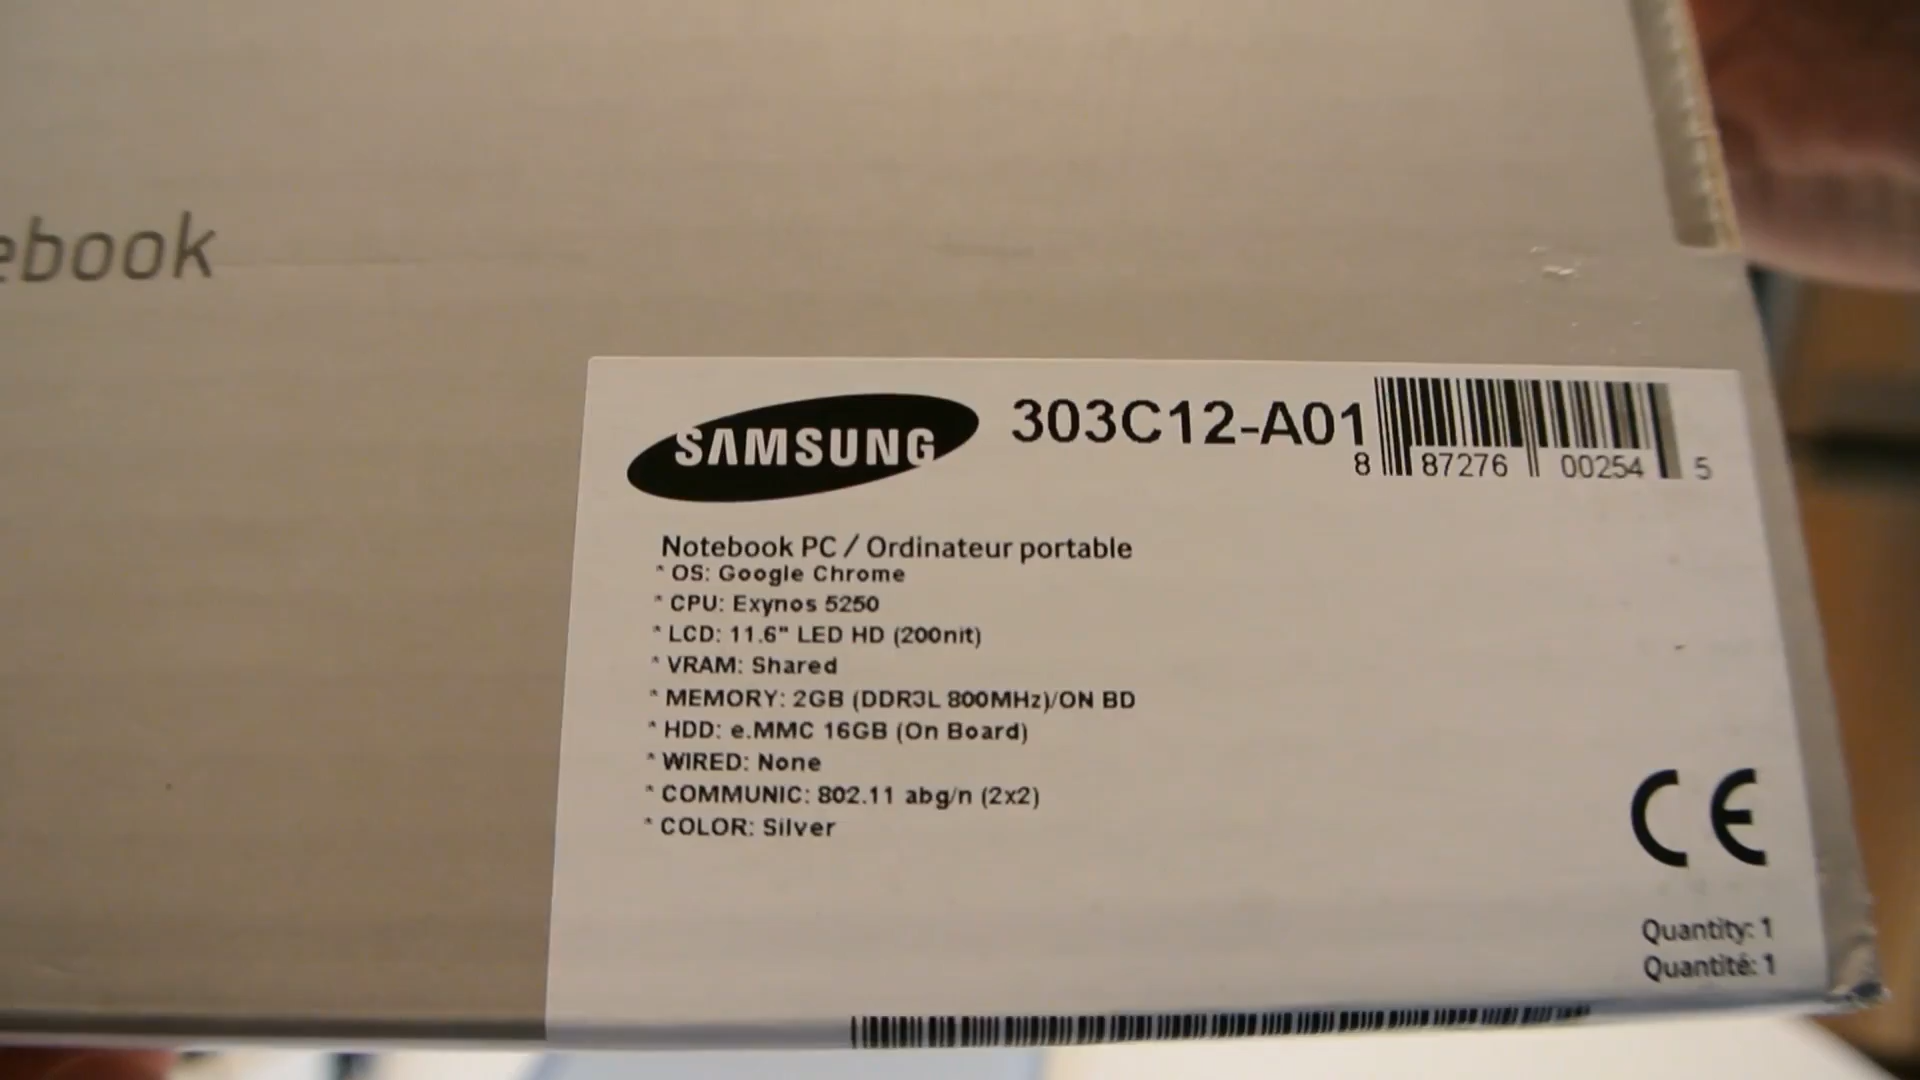 ebook
SAMSUNG 303C12-A01
8 87276 00254 5
Notebook PC / Ordinateur portable
* OS: Google Chrome
* CPU: Exynos 5250
* LCD: 11.6" LED HD (200nit)
* VRAM: Shared
* MEMORY: 2GB (DDR3L 800MHz)/ON BD
* HDD: e.MMC 16GB (On Board)
* WIRED: None
* COMMUNIC: 802.11 abg/n (2x2)
* COLOR: Silver
CE
Quantity: 1
Quantité: 1